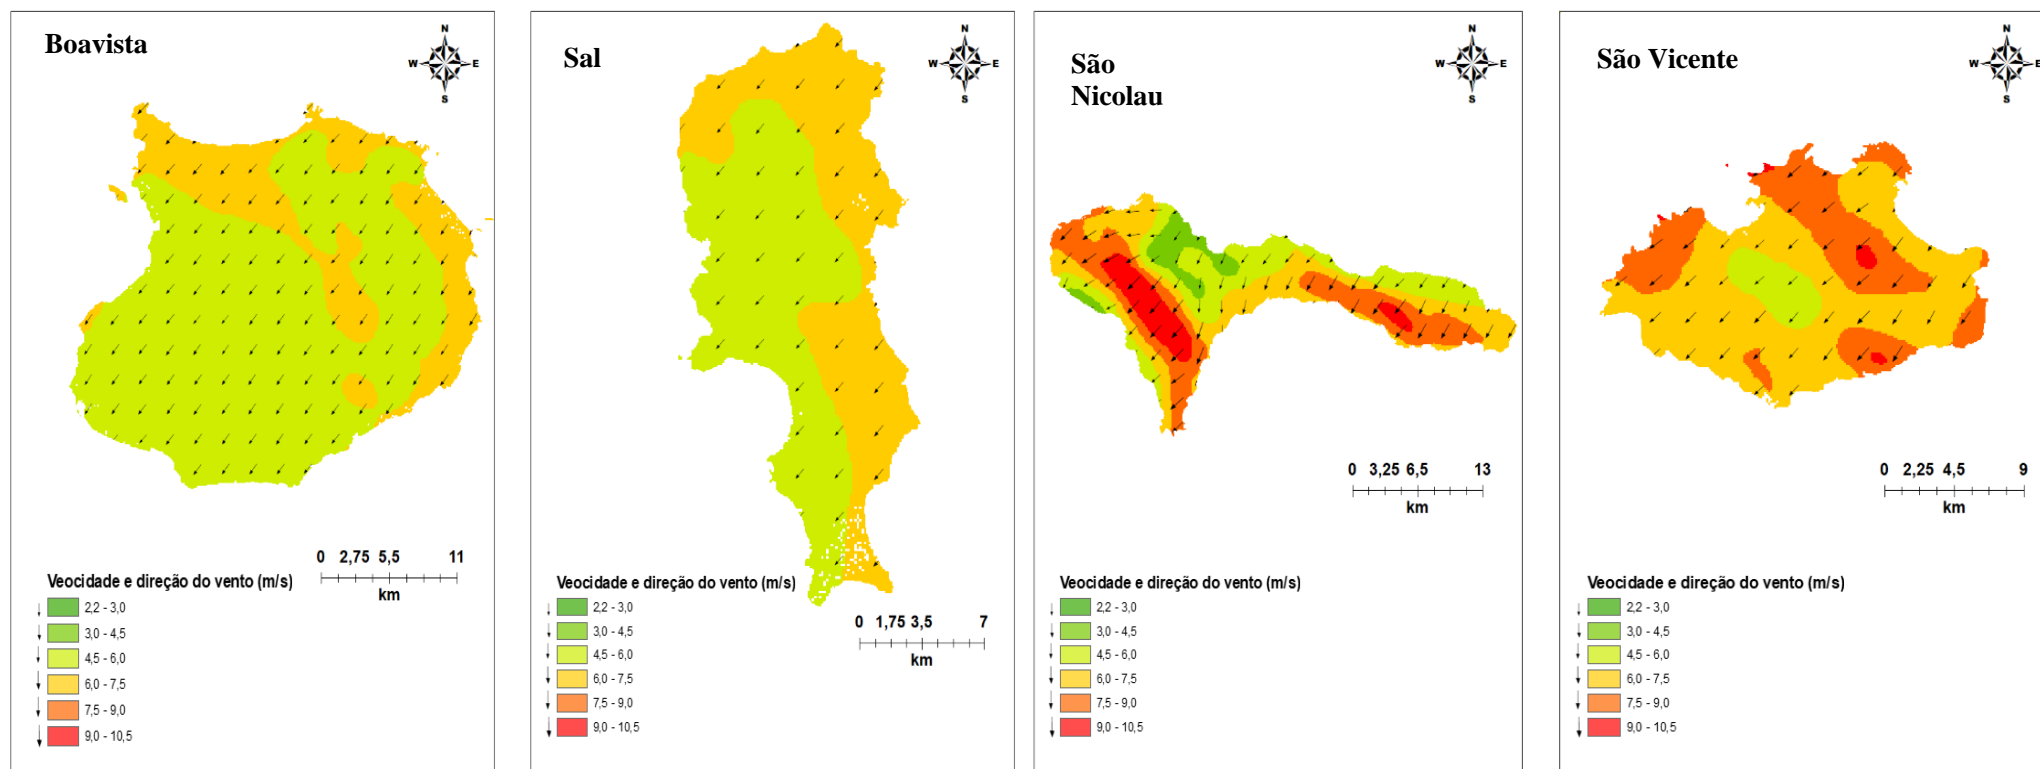 Boavista
N
W E
S
0 2,75 5,5 11
km
Veocidade e direção do vento (m/s)
2,2 - 3,0
3,0 - 4,5
4,5 - 6,0
6,0 - 7,5
7,5 - 9,0
9,0 - 10,5
Sal
N
W E
S
Veocidade e direção do vento (m/s)
2,2 - 3,0
3,0 - 4,5
4,5 - 6,0
6,0 - 7,5
7,5 - 9,0
9,0 - 10,5
0 1,75 3,5 7
km
São
Nicolau
N
W E
S
0 3,25 6,5 13
km
Veocidade e direção do vento (m/s)
2,2 - 3,0
3,0 - 4,5
4,5 - 6,0
6,0 - 7,5
7,5 - 9,0
9,0 - 10,5
São Vicente
N
W E
S
0 2,25 4,5 9
km
Veocidade e direção do vento (m/s)
2,2 - 3,0
3,0 - 4,5
4,5 - 6,0
6,0 - 7,5
7,5 - 9,0
9,0 - 10,5